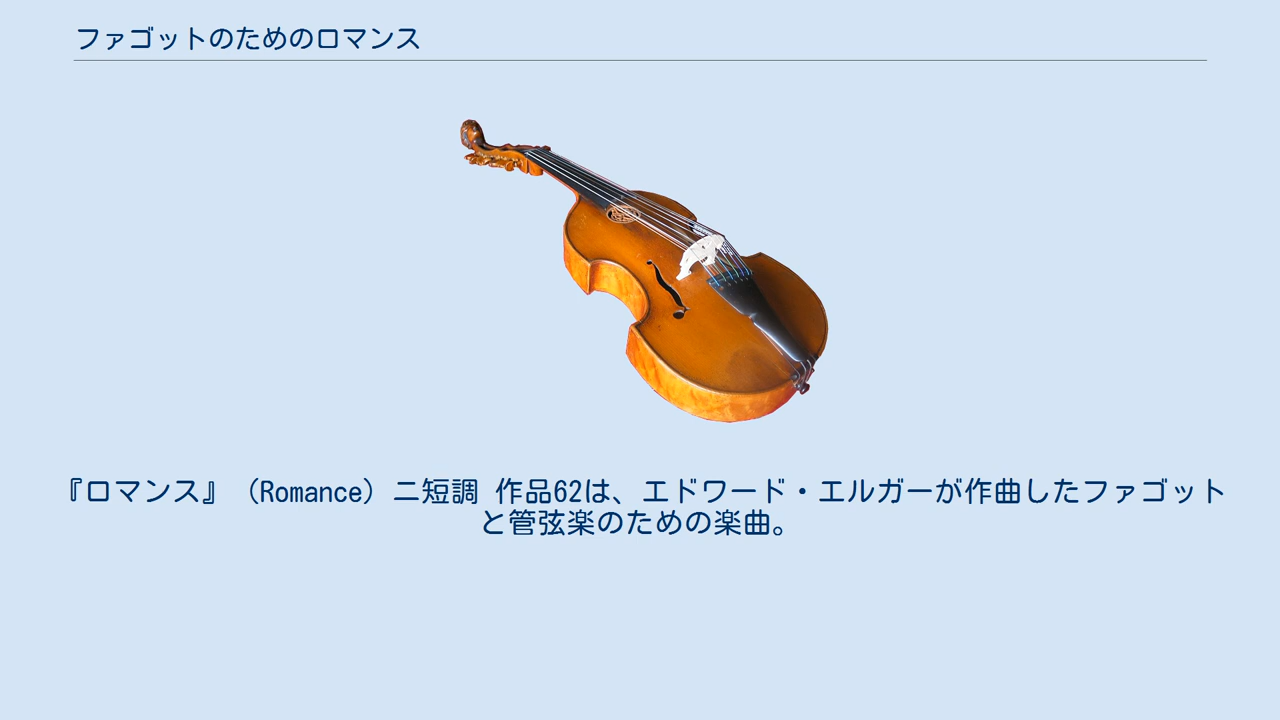 ファゴットのためのロマンス
『ロマンス』（Romance）ニ短調 作品62は、エドワード・エルガーが作曲したファゴット
と管弦楽のための楽曲。